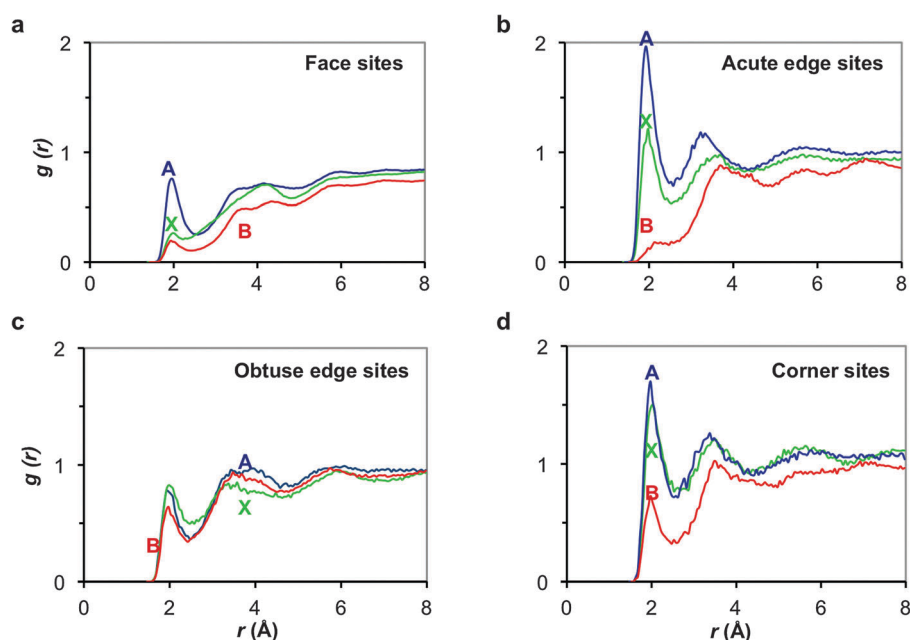 a
Face sites
g (r)
2
1
0
A
X
B
0 2 4 6 8
b
Acute edge sites
2
1
0
A
X
B
0 2 4 6 8
c
Obtuse edge sites
g (r)
2
1
0
A
X
B
0 2 4 6 8
r (Å)
d
Corner sites
2
1
0
A
X
B
0 2 4 6 8
r (Å)